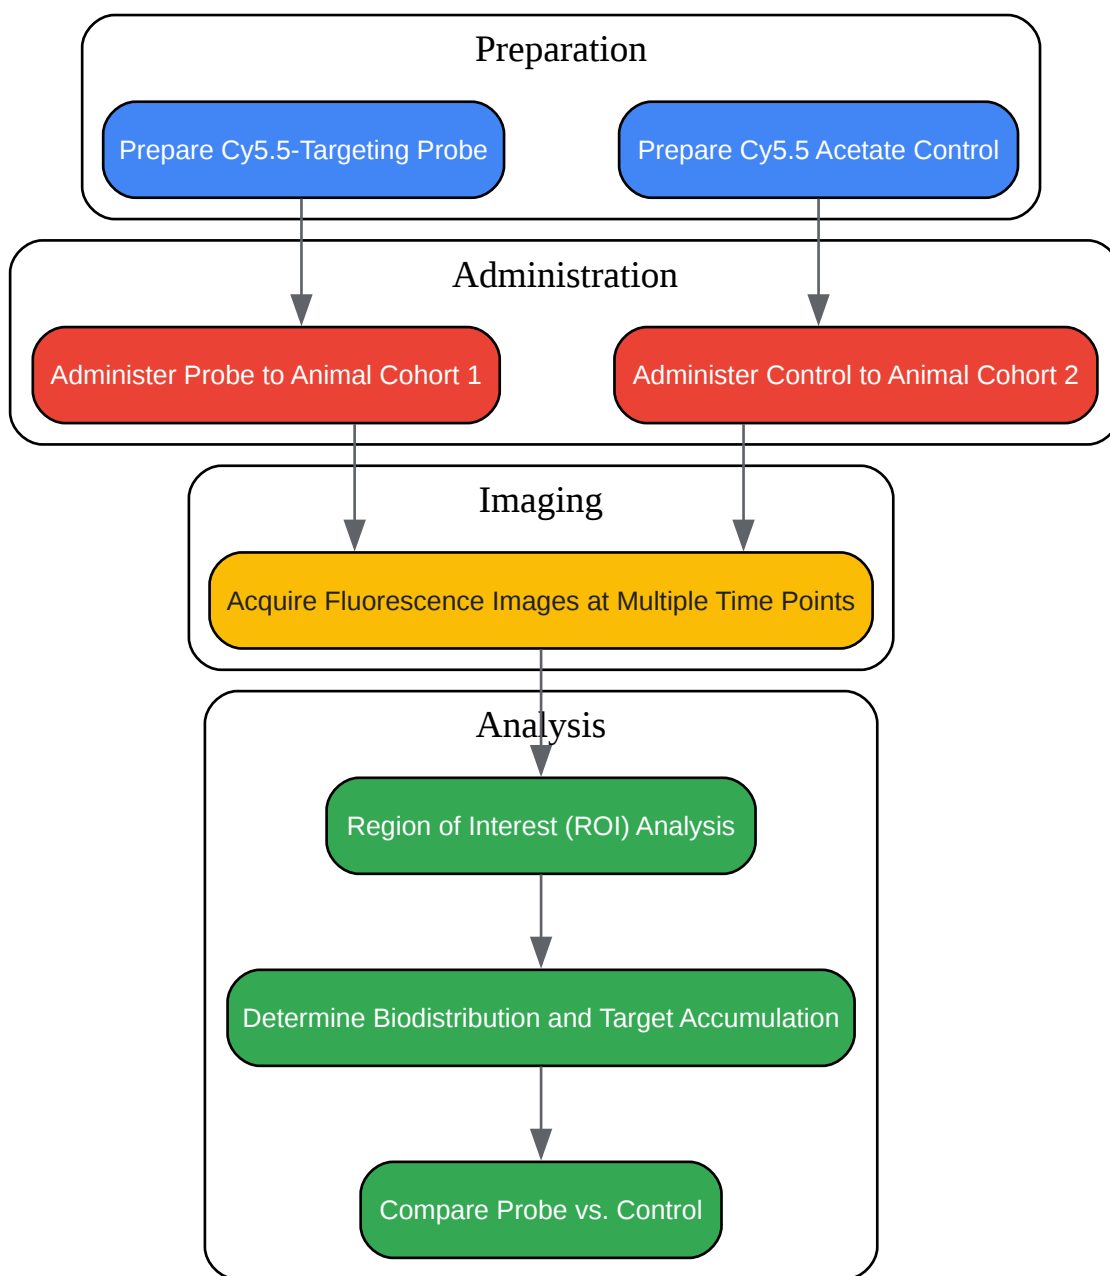 Preparation
Prepare Cy5.5-Targeting Probe
Prepare Cy5.5 Acetate Control
Administration
Administer Probe to Animal Cohort 1
Administer Control to Animal Cohort 2
Imaging
Acquire Fluorescence Images at Multiple Time Points
Analysis
Region of Interest (ROI) Analysis
Determine Biodistribution and Target Accumulation
Compare Probe vs. Control